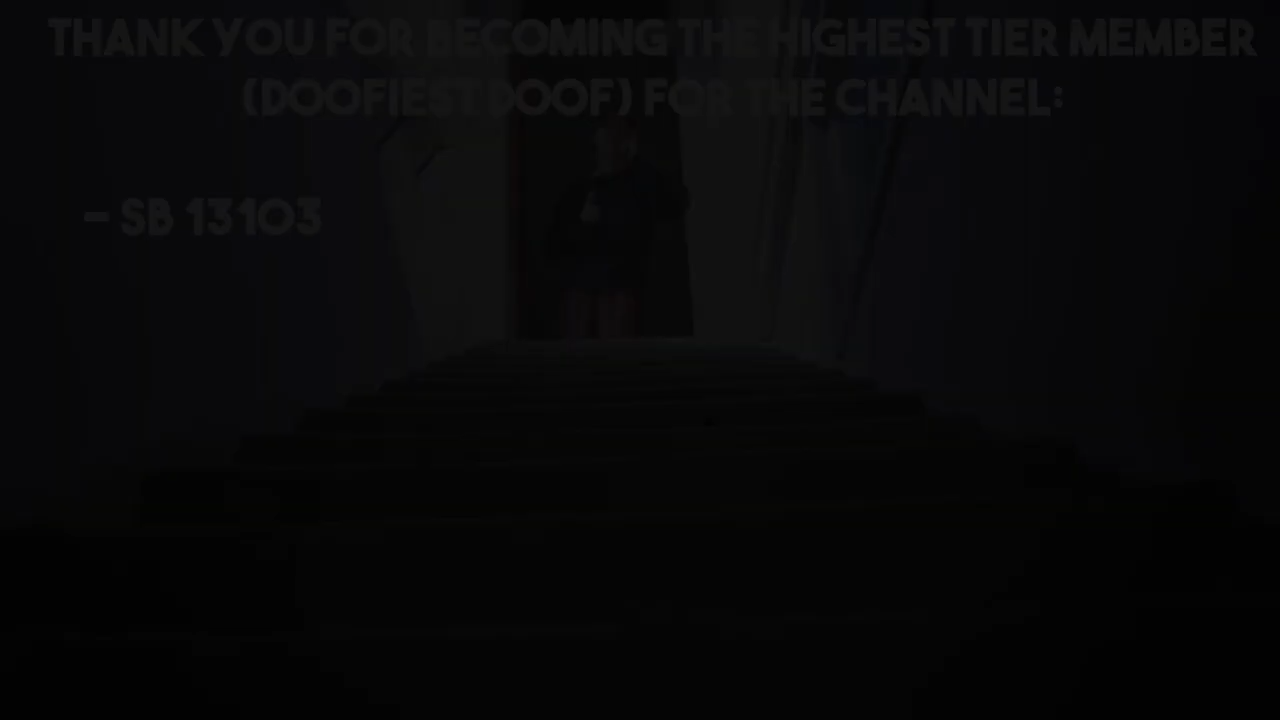 THANK YOU FOR BECOMING THE HIGHEST TIER MEMBER
(DOOFIEST DOOF) FOR THE CHANNEL:
- SB 13103